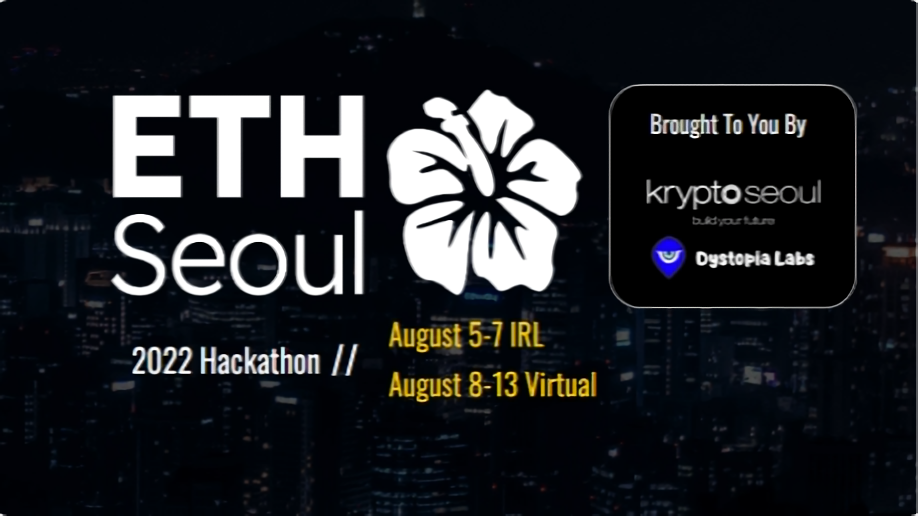 ETH
Seoul
2022 Hackathon //
August 5-7 IRL
August 8-13 Virtual
Brought To You By
kryptoseoul
build your future
Dystopia Labs